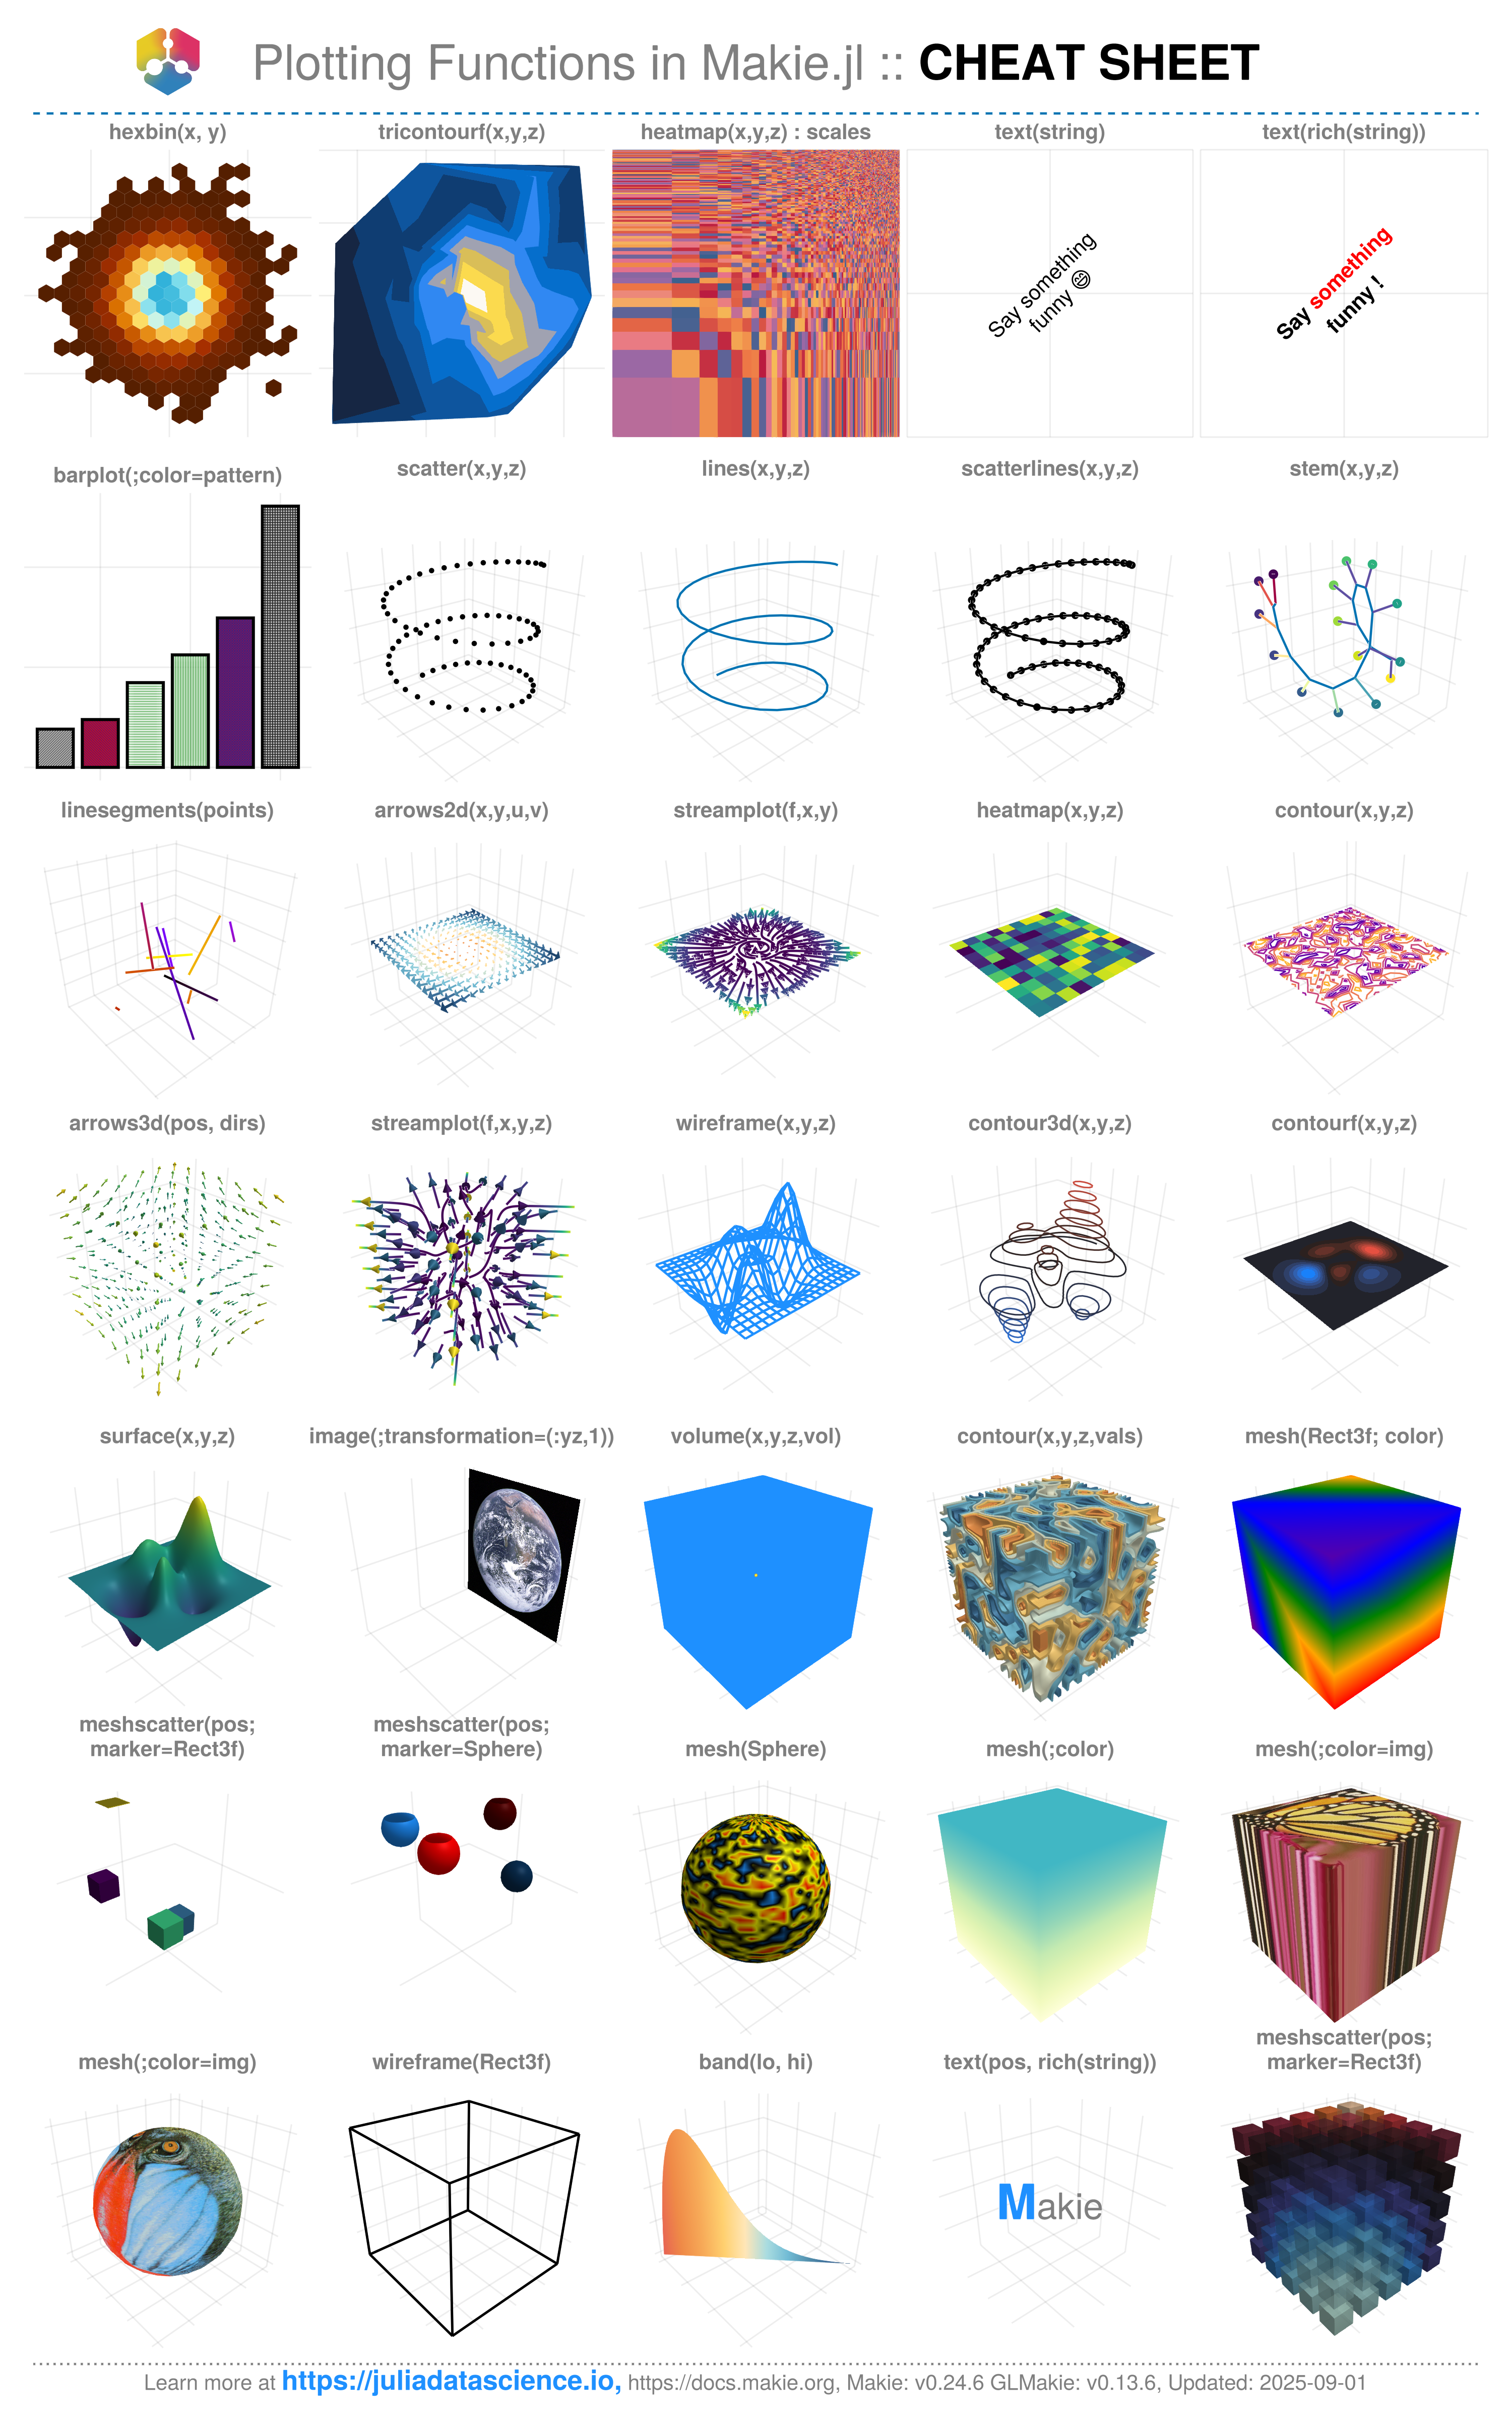 Plotting Functions in Makie.jl :: CHEAT SHEET
hexbin(x, y)
tricontourf(x,y,z)
heatmap(x,y,z) : scales
text(string)
text(rich(string))
Say something
funny 😄
Say something
funny !
barplot(;color=pattern)
scatter(x,y,z)
lines(x,y,z)
scatterlines(x,y,z)
stem(x,y,z)
linesegments(points)
arrows2d(x,y,u,v)
streamplot(f,x,y)
heatmap(x,y,z)
contour(x,y,z)
arrows3d(pos, dirs)
streamplot(f,x,y,z)
wireframe(x,y,z)
contour3d(x,y,z)
contourf(x,y,z)
surface(x,y,z)
image(;transformation=(:yz,1))
volume(x,y,z,vol)
contour(x,y,z,vals)
mesh(Rect3f; color)
meshscatter(pos;
marker=Rect3f)
meshscatter(pos;
marker=Sphere)
mesh(Sphere)
mesh(;color)
mesh(;color=img)
mesh(;color=img)
wireframe(Rect3f)
band(lo, hi)
text(pos, rich(string))
meshscatter(pos;
marker=Rect3f)
Makie
Learn more at https://juliadatascience.io, https://docs.makie.org, Makie: v0.24.6 GLMakie: v0.13.6, Updated: 2025-09-01